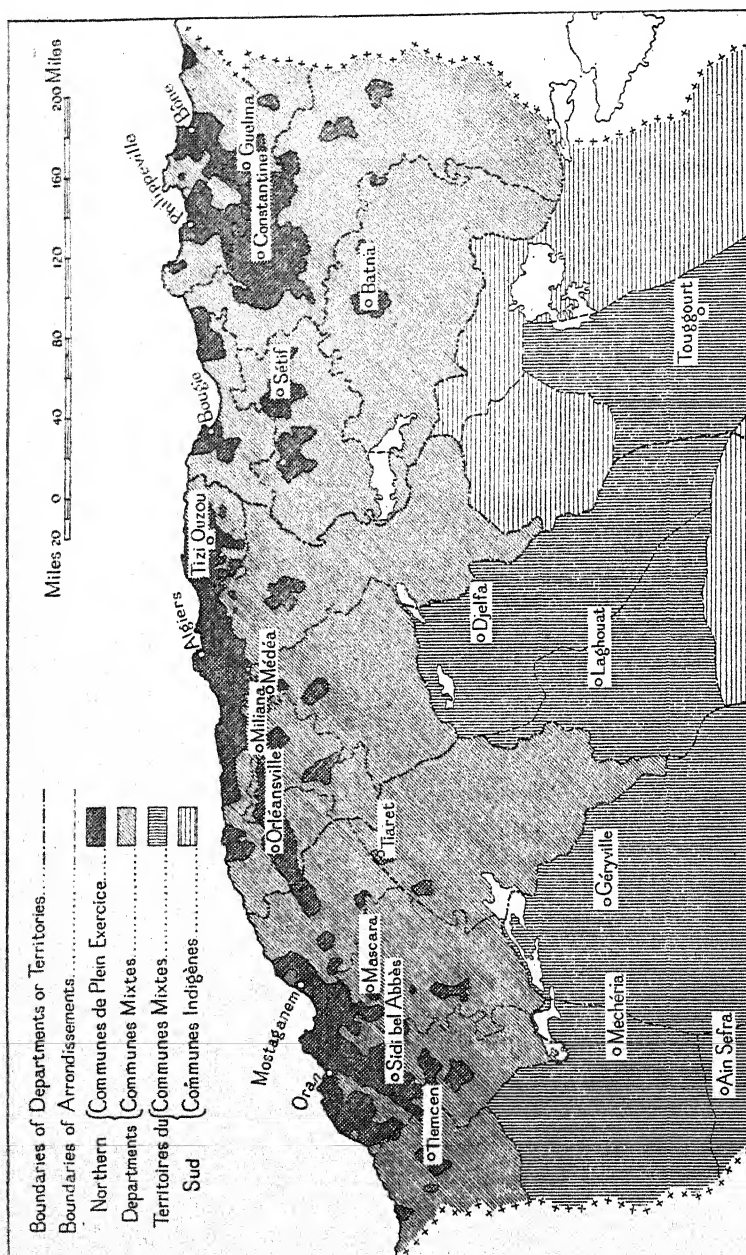 Boundaries of Departments or Territories
Boundaries of Arrondissements
Northern Departments { Communes de Plein Exercice
Communes Mixtes
Territoires du Sud { Communes Mixtes
Communes Indigènes
Miles 20 0 40 80 120 160 200 Miles
Oran
Mostaganem
Algiers
Tizi Ouzou
Bougie
Philippeville
Bône
Tlemcen
Sidi bel Abbès
Mascara
Tiaret
Orléansville
Miliana
Médéa
Sétif
Constantine
Guelma
Batna
Ain Sefra
Mechéria
Géryville
Laghouat
Djelfa
Touggourt